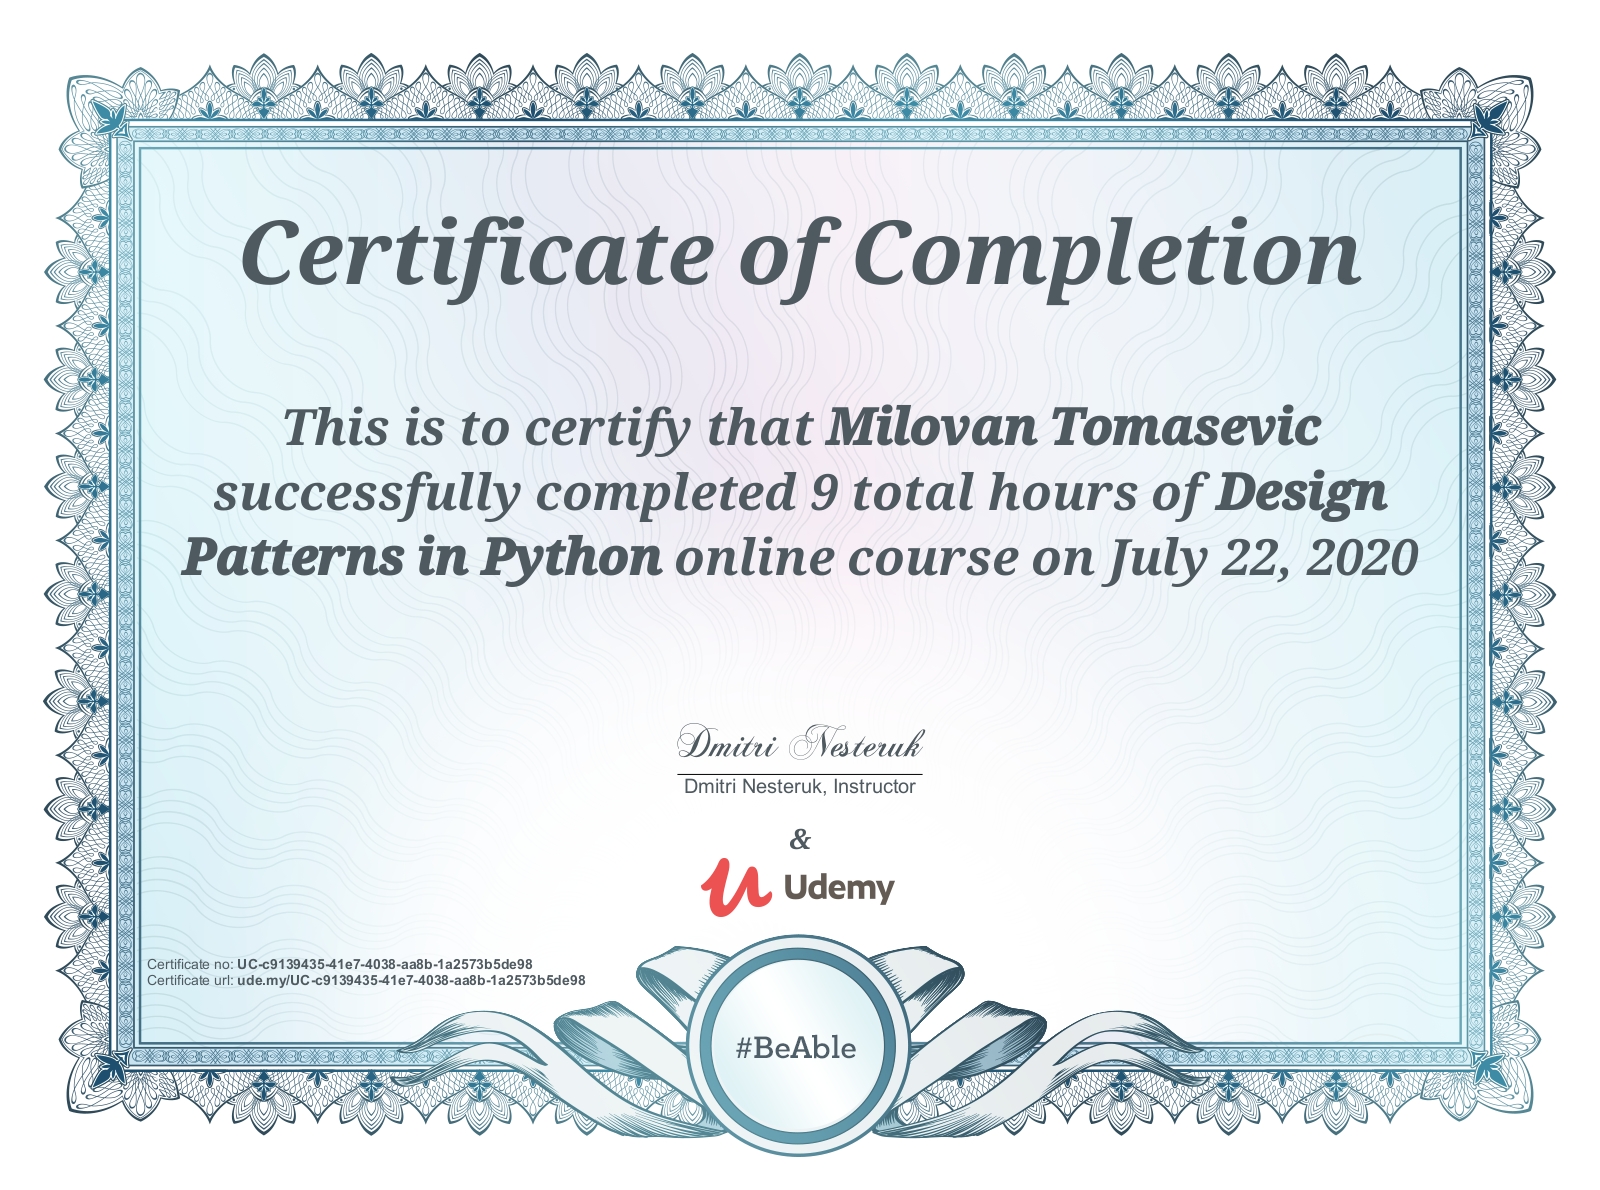 Certificate of Completion
This is to certify that Milovan Tomasevic
successfully completed 9 total hours of Design
Patterns in Python online course on July 22, 2020
Dmitri Nesteruk
Dmitri Nesteruk, Instructor
&
Udemy
Certificate no: UC-c9139435-41e7-4038-aa8b-1a2573b5de98
Certificate url: ude.my/UC-c9139435-41e7-4038-aa8b-1a2573b5de98
#BeAble